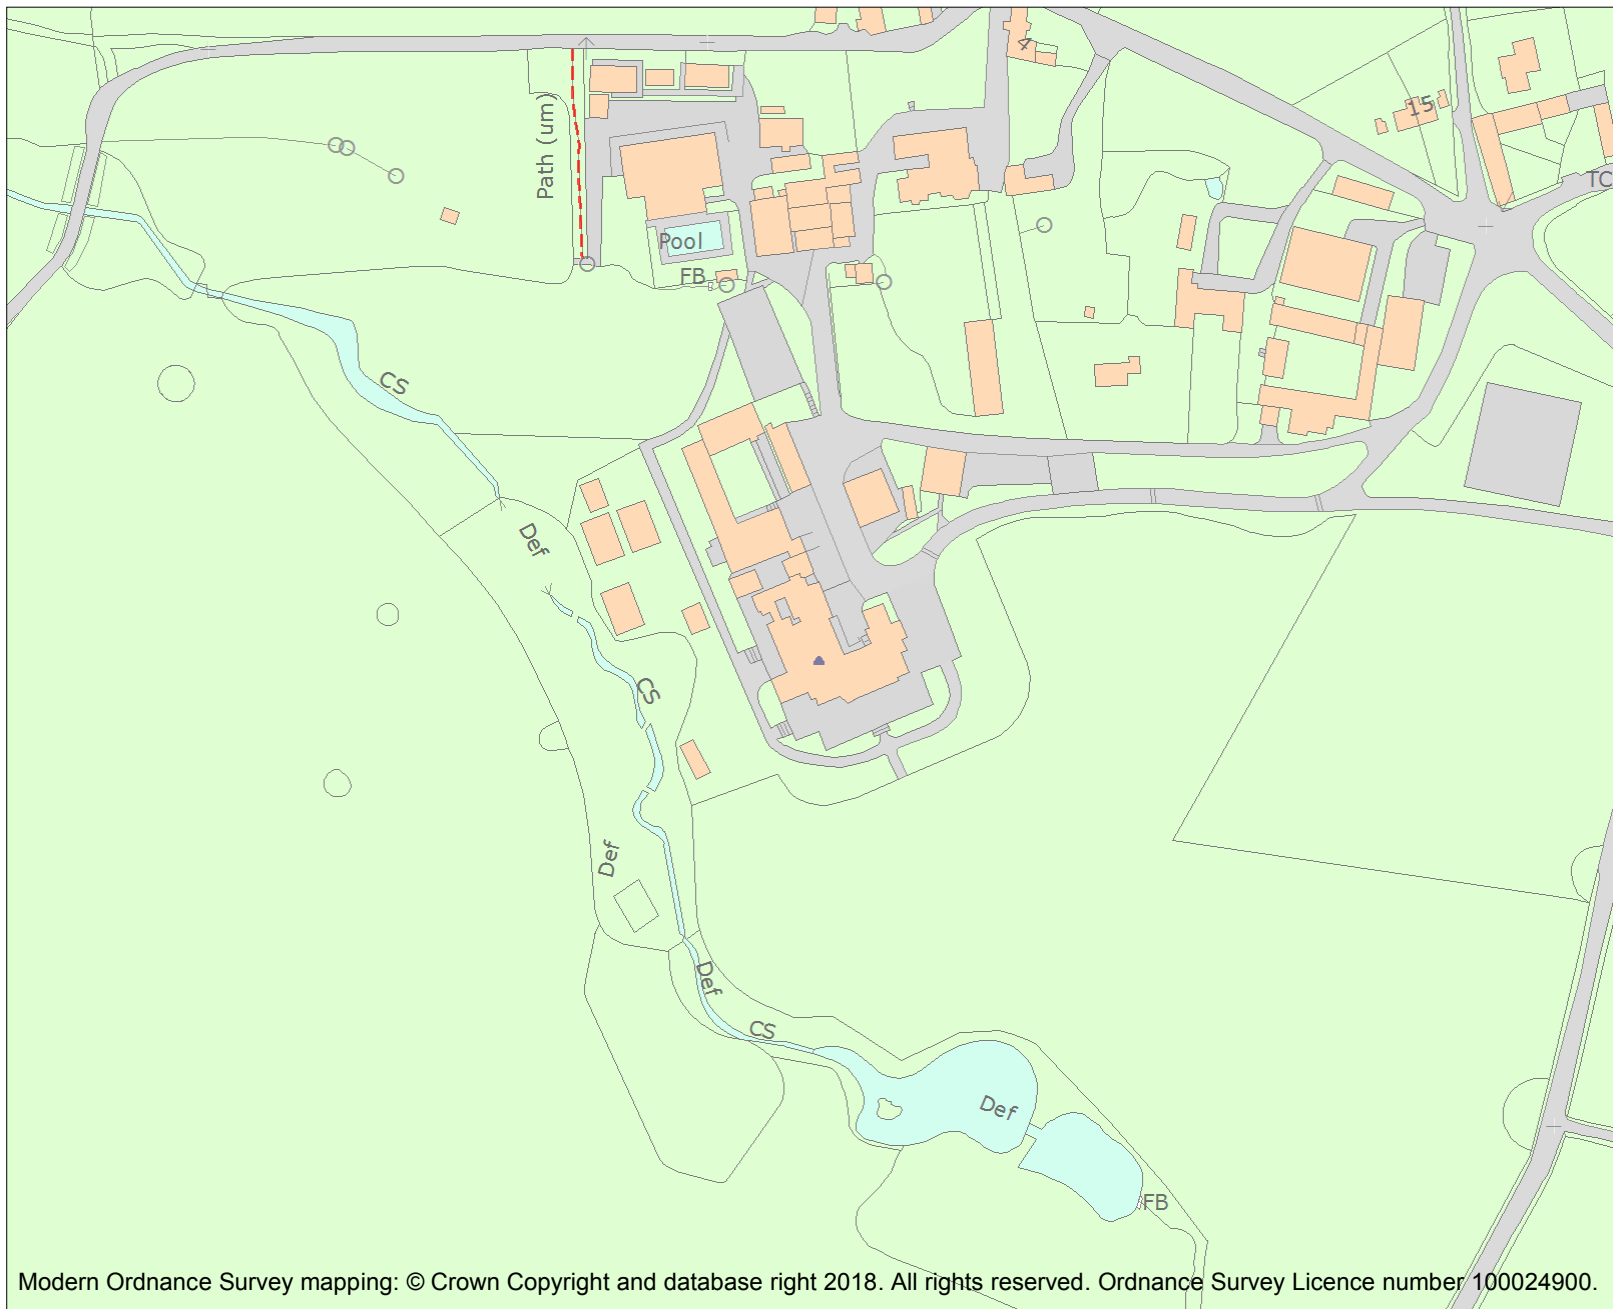 4
15
Path (um)
TC
Pool
FB
CS
Def
CS
Def
Def
CS
Def
FB
Modern Ordnance Survey mapping: © Crown Copyright and database right 2018. All rights reserved. Ordnance Survey Licence number 100024900.